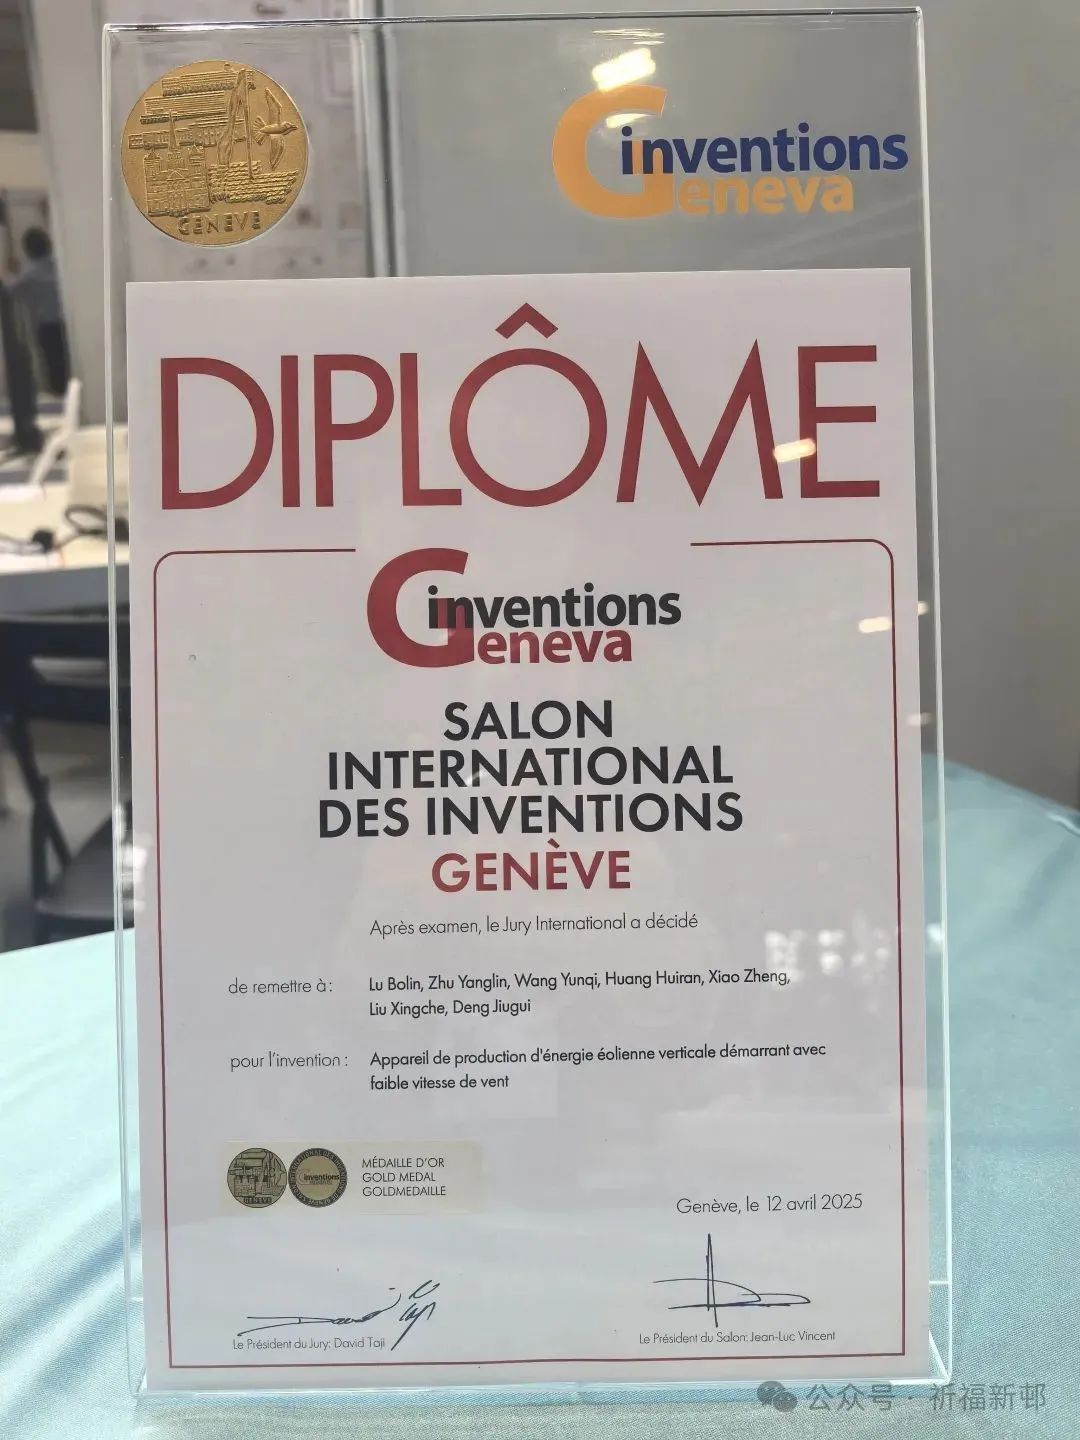 GENEVE
inventions
Geneva
DIPLÔME
inventions
Geneva
SALON
INTERNATIONAL
DES INVENTIONS
GENÈVE
Après examen, le Jury International a décidé
de remettre à : Lu Bolin, Zhu Yanglin, Wang Yunqi, Huang Huiran, Xiao Zheng,
Liu Xingche, Deng Jiugui
pour l'invention : Appareil de production d'énergie éolienne verticale démarrant avec
faible vitesse de vent
GENEVE
inventions
MÉDAILLE D'OR
GOLD MEDAL
GOLDMEDAILLE
Genève, le 12 avril 2025
Le Président du Jury: David Taji
Le Président du Salon: Jean-Luc Vincent
公众号 · 祈福新邨